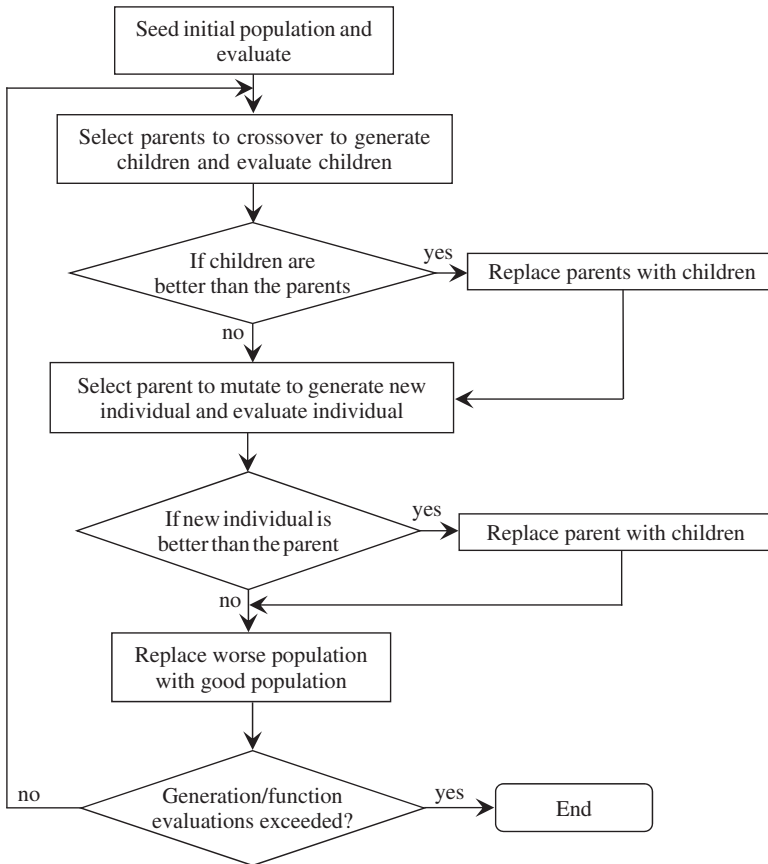 Seed initial population and
evaluate
Select parents to crossover to generate
children and evaluate children
If children are
better than the parents
yes
Replace parents with children
no
Select parent to mutate to generate new
individual and evaluate individual
If new individual is
better than the parent
yes
Replace parent with children
no
Replace worse population
with good population
Generation/function
evaluations exceeded?
no
yes
End